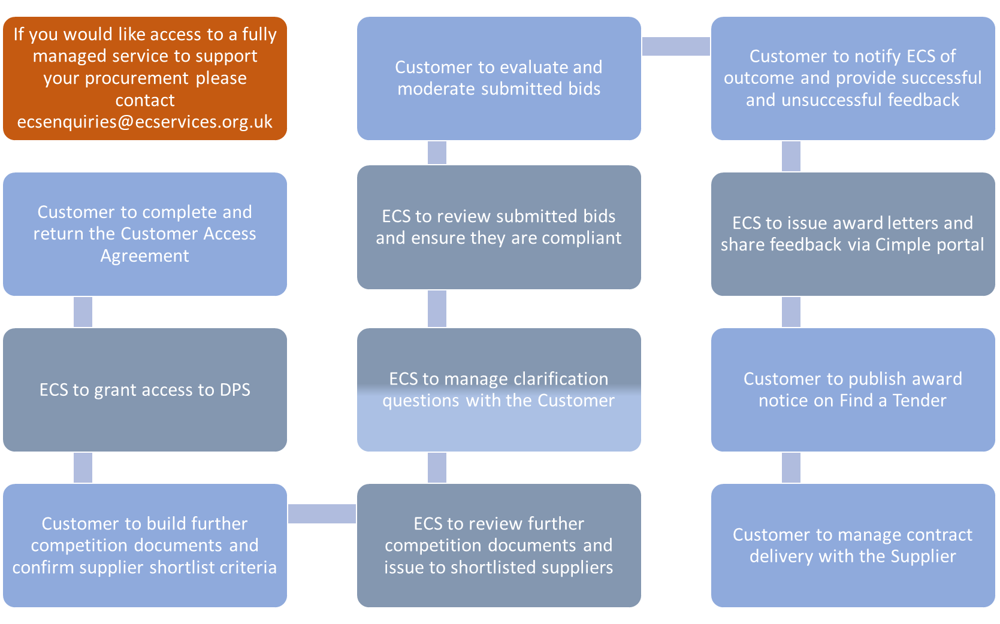 If you would like access to a fully
managed service to support
your procurement please
contact
ecsenquiries@ecservices.org.uk
Customer to complete and
return the Customer Access
Agreement
ECS to grant access to DPS
Customer to build further
competition documents and
confirm supplier shortlist criteria
ECS to review further
competition documents and
issue to shortlisted suppliers
ECS to manage clarification
questions with the Customer
ECS to review submitted bids
and ensure they are compliant
Customer to evaluate and
moderate submitted bids
Customer to notify ECS of
outcome and provide successful
and unsuccessful feedback
ECS to issue award letters and
share feedback via Cimple portal
Customer to publish award
notice on Find a Tender
Customer to manage contract
delivery with the Supplier